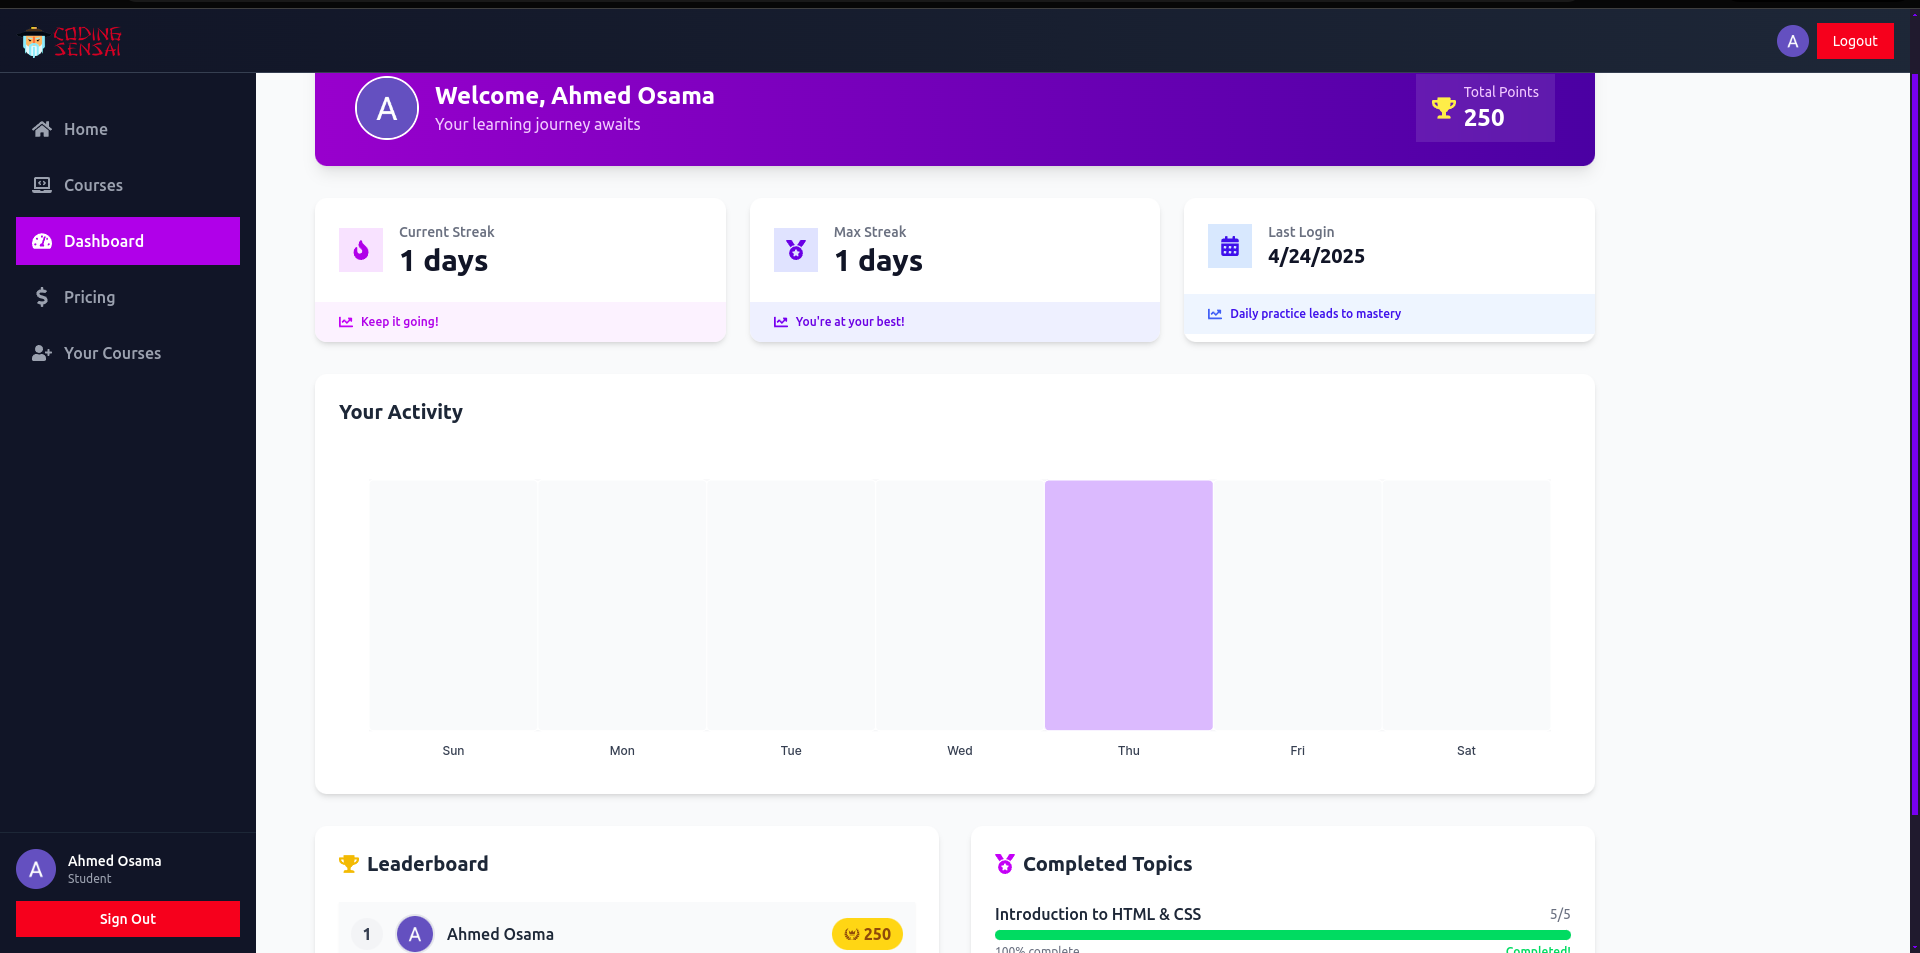 CODING
SENSAI
A
Logout
Home
Courses
Dashboard
Pricing
Your Courses
A
Ahmed Osama
Student
Sign Out
A
Welcome, Ahmed Osama
Your learning journey awaits
Total Points
250
Current Streak
1 days
Keep it going!
Max Streak
1 days
You're at your best!
Last Login
4/24/2025
Daily practice leads to mastery
Your Activity
Sun Mon Tue Wed Thu Fri Sat
Leaderboard
1 A Ahmed Osama 250
Completed Topics
Introduction to HTML & CSS 5/5
100% complete Completed!